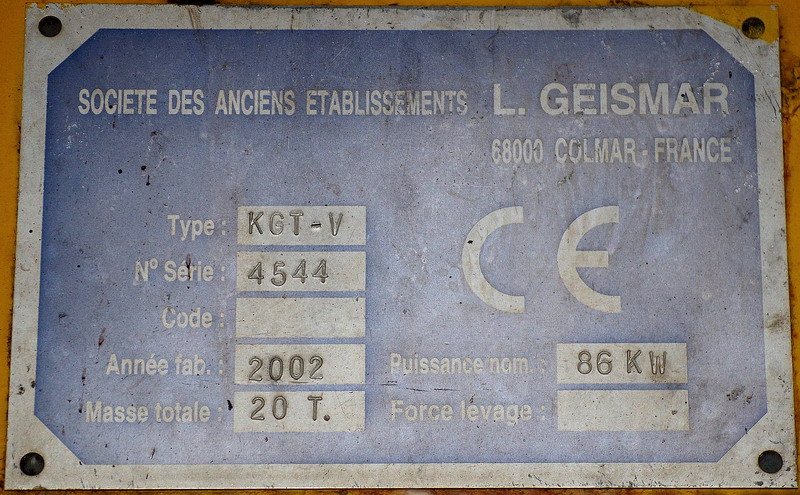 SOCIETE DES ANCIENS ETABLISSEMENTS L. GEISMAR
68000 COLMAR - FRANCE
Type : KGT-V
CE
N° Série : 4544
Code :
Année fab. : 2002 Puissance nom. : 86 KW
Masse totale : 20 T. Force levage :